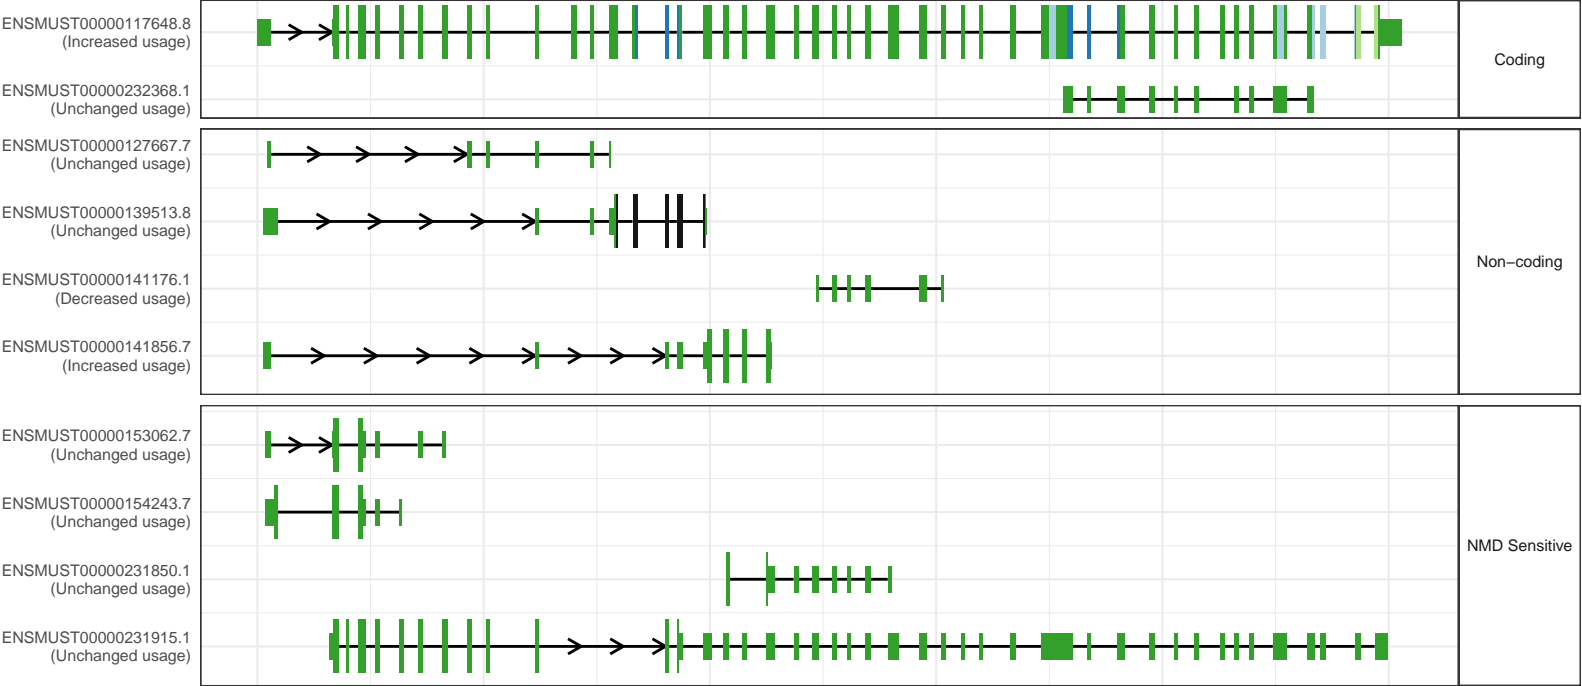 ENSMUST00000117648.8
(Increased usage)
ENSMUST00000232368.1
(Unchanged usage)
Coding
ENSMUST00000127667.7
(Unchanged usage)
ENSMUST00000139513.8
(Unchanged usage)
ENSMUST00000141176.1
(Decreased usage)
ENSMUST00000141856.7
(Increased usage)
Non−coding
ENSMUST00000153062.7
(Unchanged usage)
ENSMUST00000154243.7
(Unchanged usage)
ENSMUST00000231850.1
(Unchanged usage)
ENSMUST00000231915.1
(Unchanged usage)
NMD Sensitive